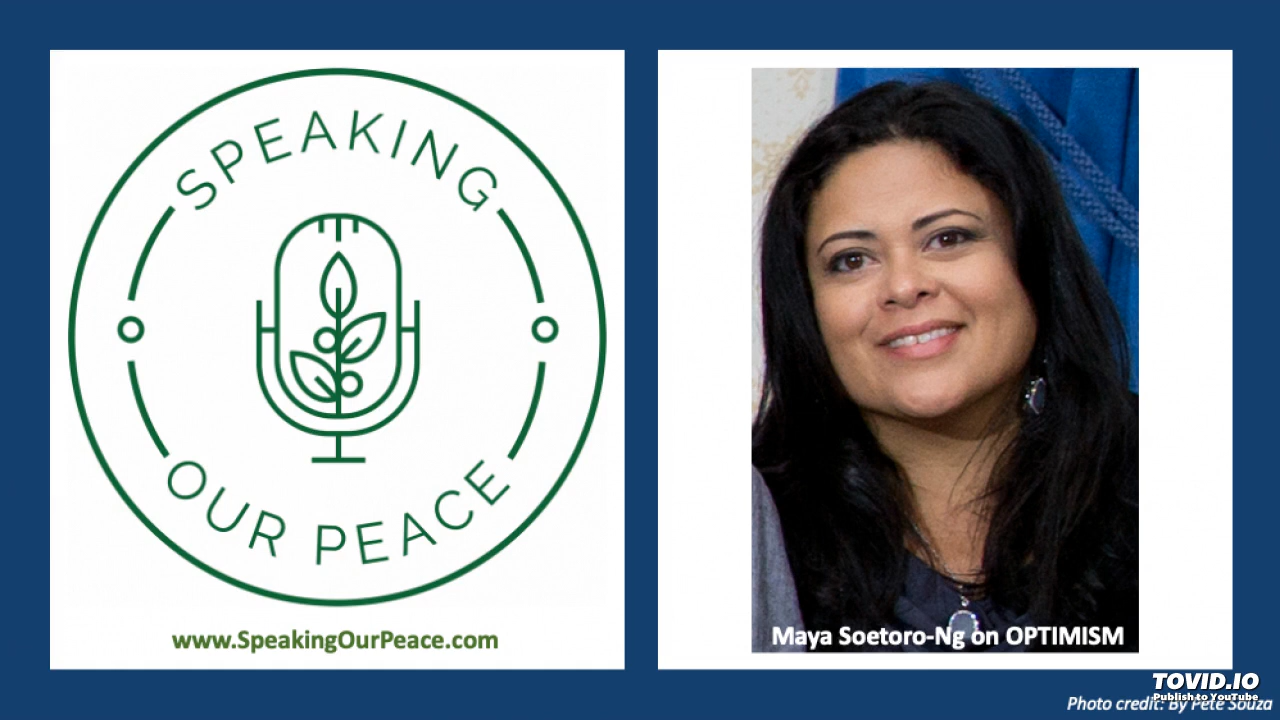 SPEAKING
OUR PEACE
www.SpeakingOurPeace.com
Maya Soetoro-Ng on OPTIMISM
TOVID.IO
Publish to YouTube
Photo credit: By Pete Souza